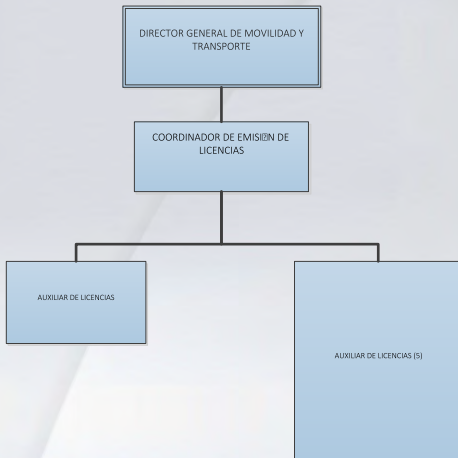 DIRECTOR GENERAL DE MOVILIDAD Y
TRANSPORTE
COORDINADOR DE EMISI�N DE
LICENCIAS
AUXILIAR DE LICENCIAS
AUXILIAR DE LICENCIAS (5)